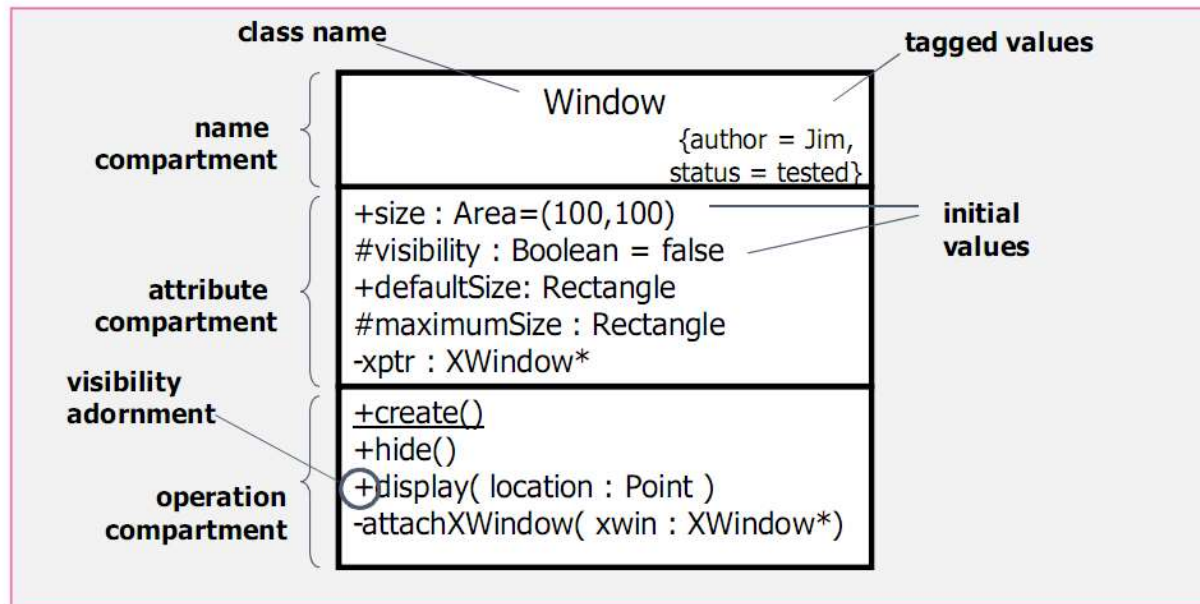 class name
tagged values
Window
{author = Jim,
status = tested}
name
compartment
+size : Area=(100,100)
#visibility : Boolean = false
+defaultSize: Rectangle
#maximumSize : Rectangle
-xptr : XWindow*
initial
values
attribute
compartment
visibility
adornment
+create()
+hide()
+display( location : Point )
-attachXWindow( xwin : XWindow*)
operation
compartment